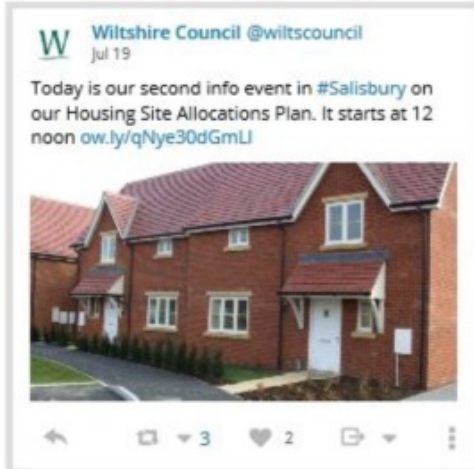 W
Wiltshire Council @wiltscouncil
Jul 19
Today is our second info event in #Salisbury on
our Housing Site Allocations Plan. It starts at 12
noon ow.ly/qNye30dGmLl
3
2